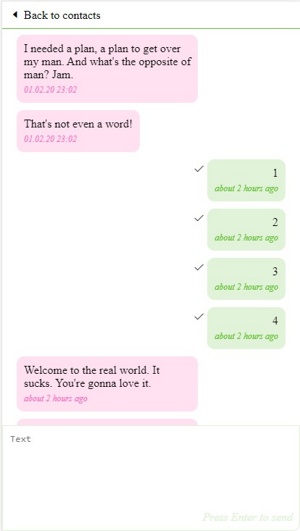 Back to contacts
I needed a plan, a plan to get over
my man. And what's the opposite of
man? Jam.
01.02.20 23:02
That's not even a word!
01.02.20 23:02
1
about 2 hours ago
2
about 2 hours ago
3
about 2 hours ago
4
about 2 hours ago
Welcome to the real world. It
sucks. You're gonna love it.
about 2 hours ago
Text
Press Enter to send